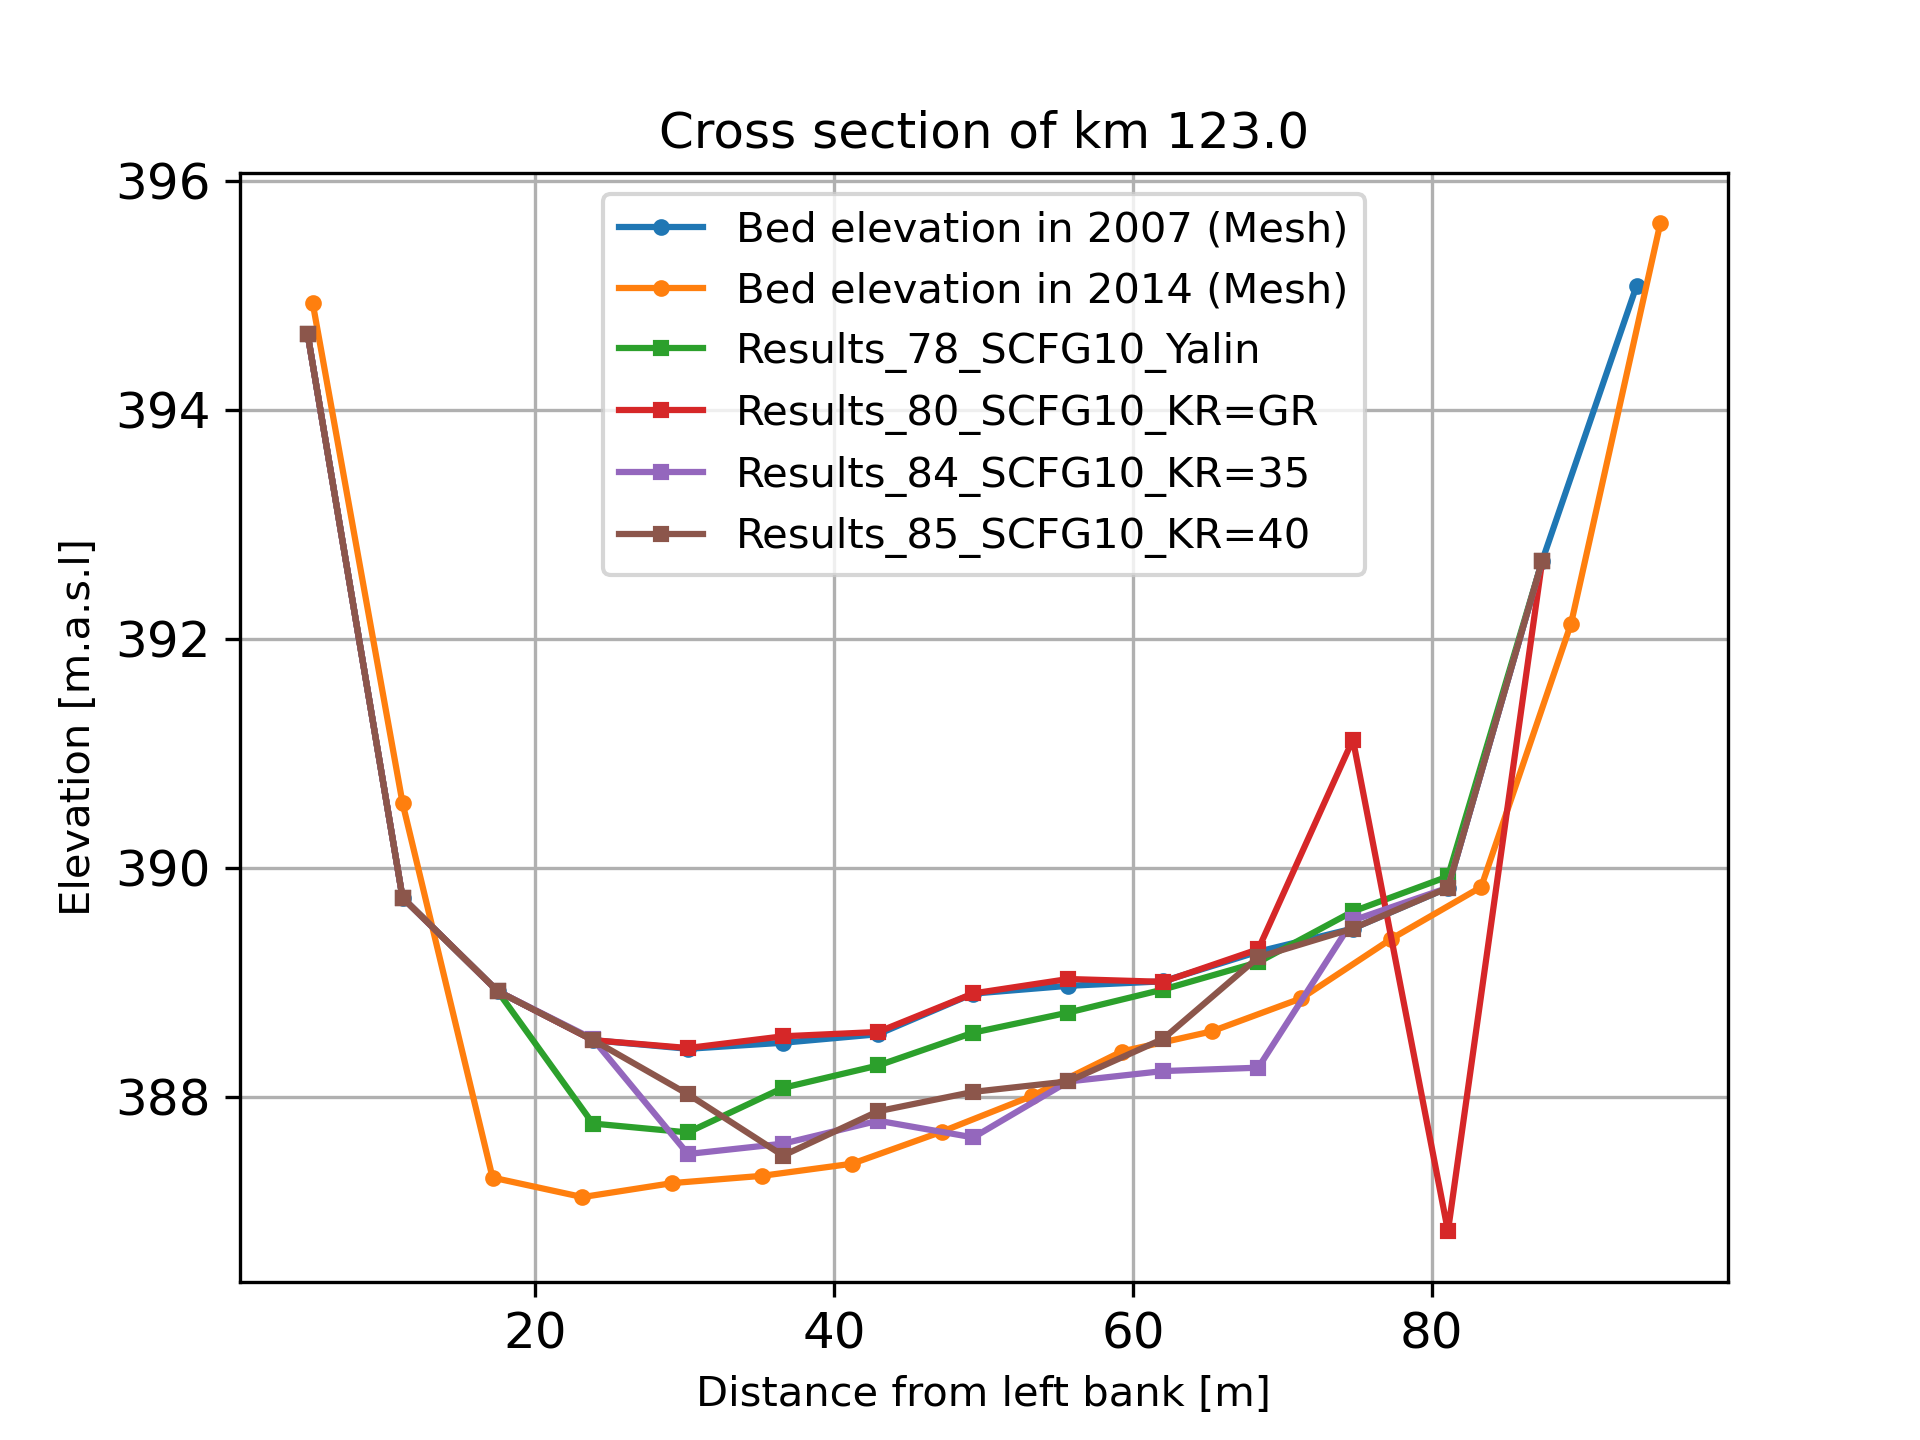 Cross section of km 123.0
396
394
392
390
388
Elevation [m.a.s.l]
Bed elevation in 2007 (Mesh)
Bed elevation in 2014 (Mesh)
Results_78_SCFG10_Yalin
Results_80_SCFG10_KR=GR
Results_84_SCFG10_KR=35
Results_85_SCFG10_KR=40
20 40 60 80
Distance from left bank [m]